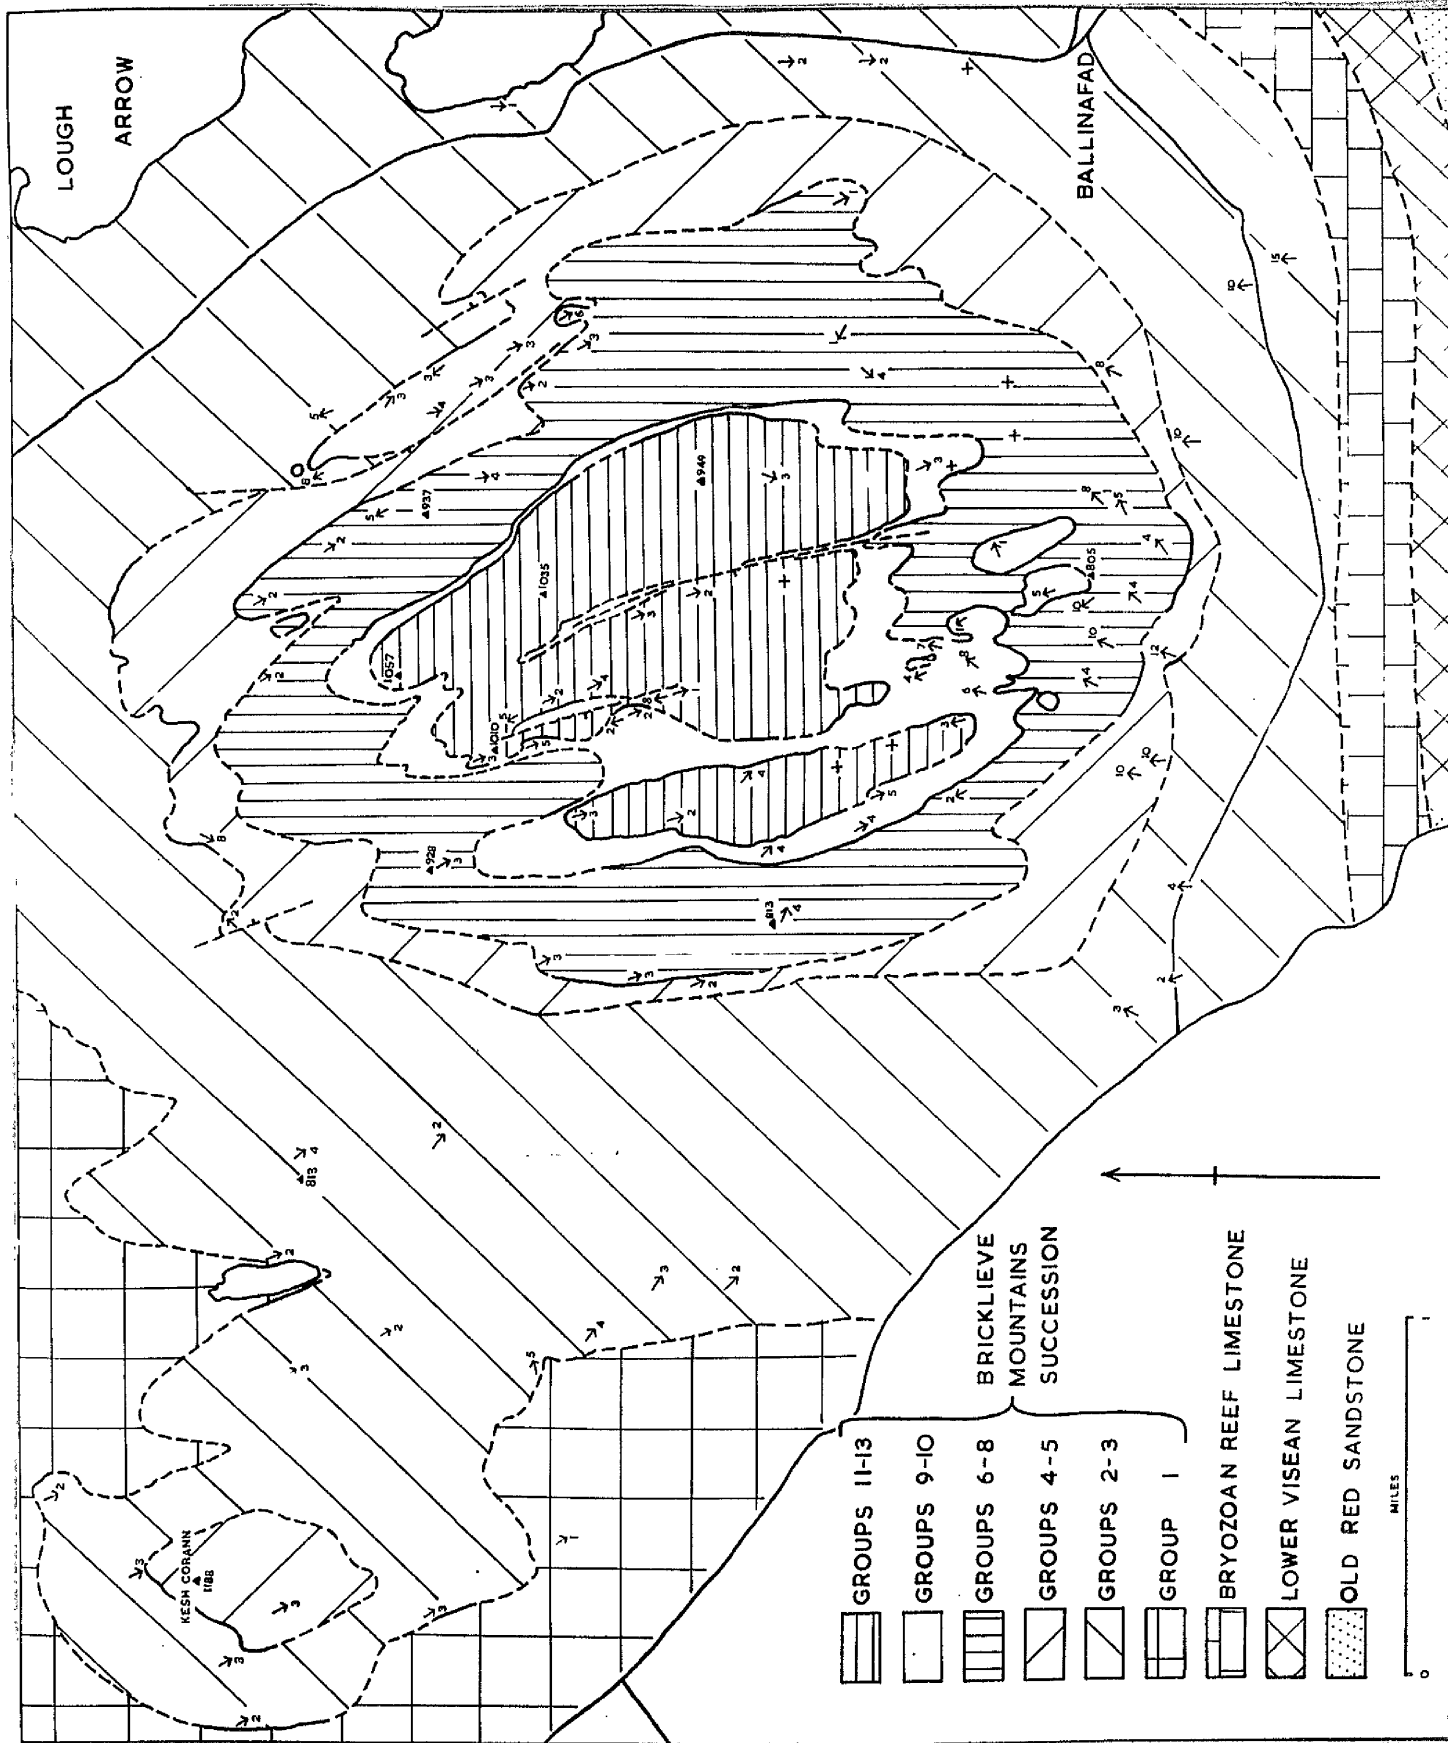 LOUGH
ARROW
BALLINAFAD
KESH CORANN
1188
813
928
813
1010
1057
1035
937
949
805
BRICKLIEVE
MOUNTAINS
SUCCESSION
GROUPS 11-13
GROUPS 9-10
GROUPS 6-8
GROUPS 4-5
GROUPS 2-3
GROUP 1
BRYOZOAN REEF LIMESTONE
LOWER VISEAN LIMESTONE
OLD RED SANDSTONE
MILES
0 1